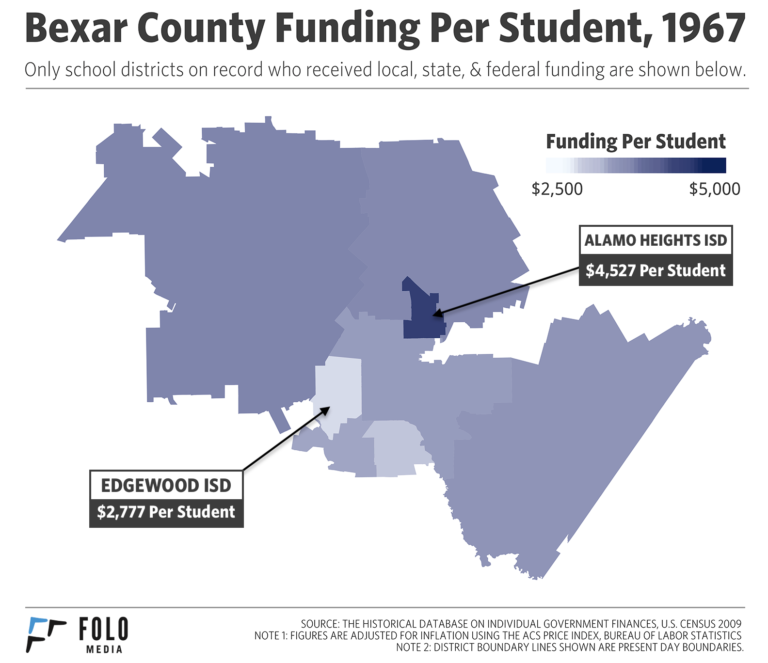 Bexar County Funding Per Student, 1967
Only school districts on record who received local, state, & federal funding are shown below.
Funding Per Student
$2,500 $5,000
ALAMO HEIGHTS ISD
$4,527 Per Student
EDGEWOOD ISD
$2,777 Per Student
FOLO
MEDIA
SOURCE: THE HISTORICAL DATABASE ON INDIVIDUAL GOVERNMENT FINANCES, U.S. CENSUS 2009
NOTE 1: FIGURES ARE ADJUSTED FOR INFLATION USING THE ACS PRICE INDEX, BUREAU OF LABOR STATISTICS
NOTE 2: DISTRICT BOUNDARY LINES SHOWN ARE PRESENT DAY BOUNDARIES.